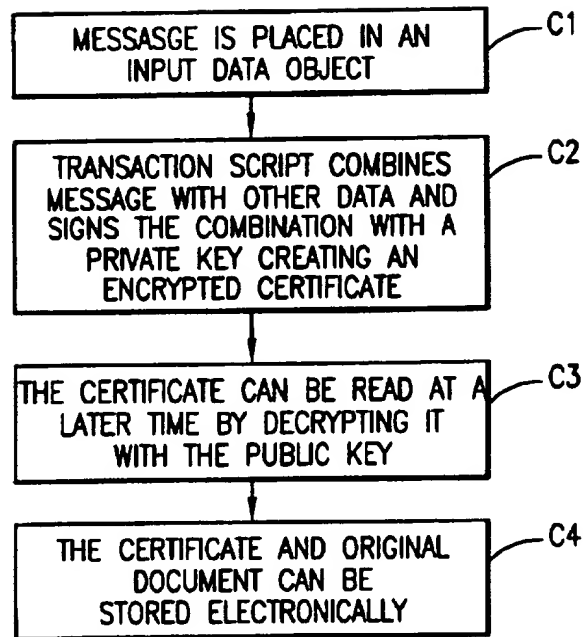 MESSASGE IS PLACED IN AN
INPUT DATA OBJECT
C1
TRANSACTION SCRIPT COMBINES
MESSAGE WITH OTHER DATA AND
SIGNS THE COMBINATION WITH A
PRIVATE KEY CREATING AN
ENCRYPTED CERTIFICATE
C2
THE CERTIFICATE CAN BE READ AT A
LATER TIME BY DECRYPTING IT
WITH THE PUBLIC KEY
C3
THE CERTIFICATE AND ORIGINAL
DOCUMENT CAN BE
STORED ELECTRONICALLY
C4